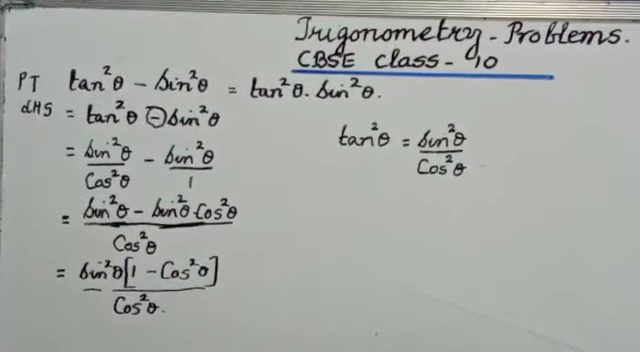 Trigonometry - Problems.
CBSE Class - 10
PT tan²θ - sin²θ = tan²θ. sin²θ.
LHS = tan²θ - sin²θ
tan²θ = sin²θ/Cos²θ
= sin²θ/Cos²θ - sin²θ/1
= sin²θ - sin²θ Cos²θ/Cos²θ
= sin²θ[1 - Cos²θ]/Cos²θ.